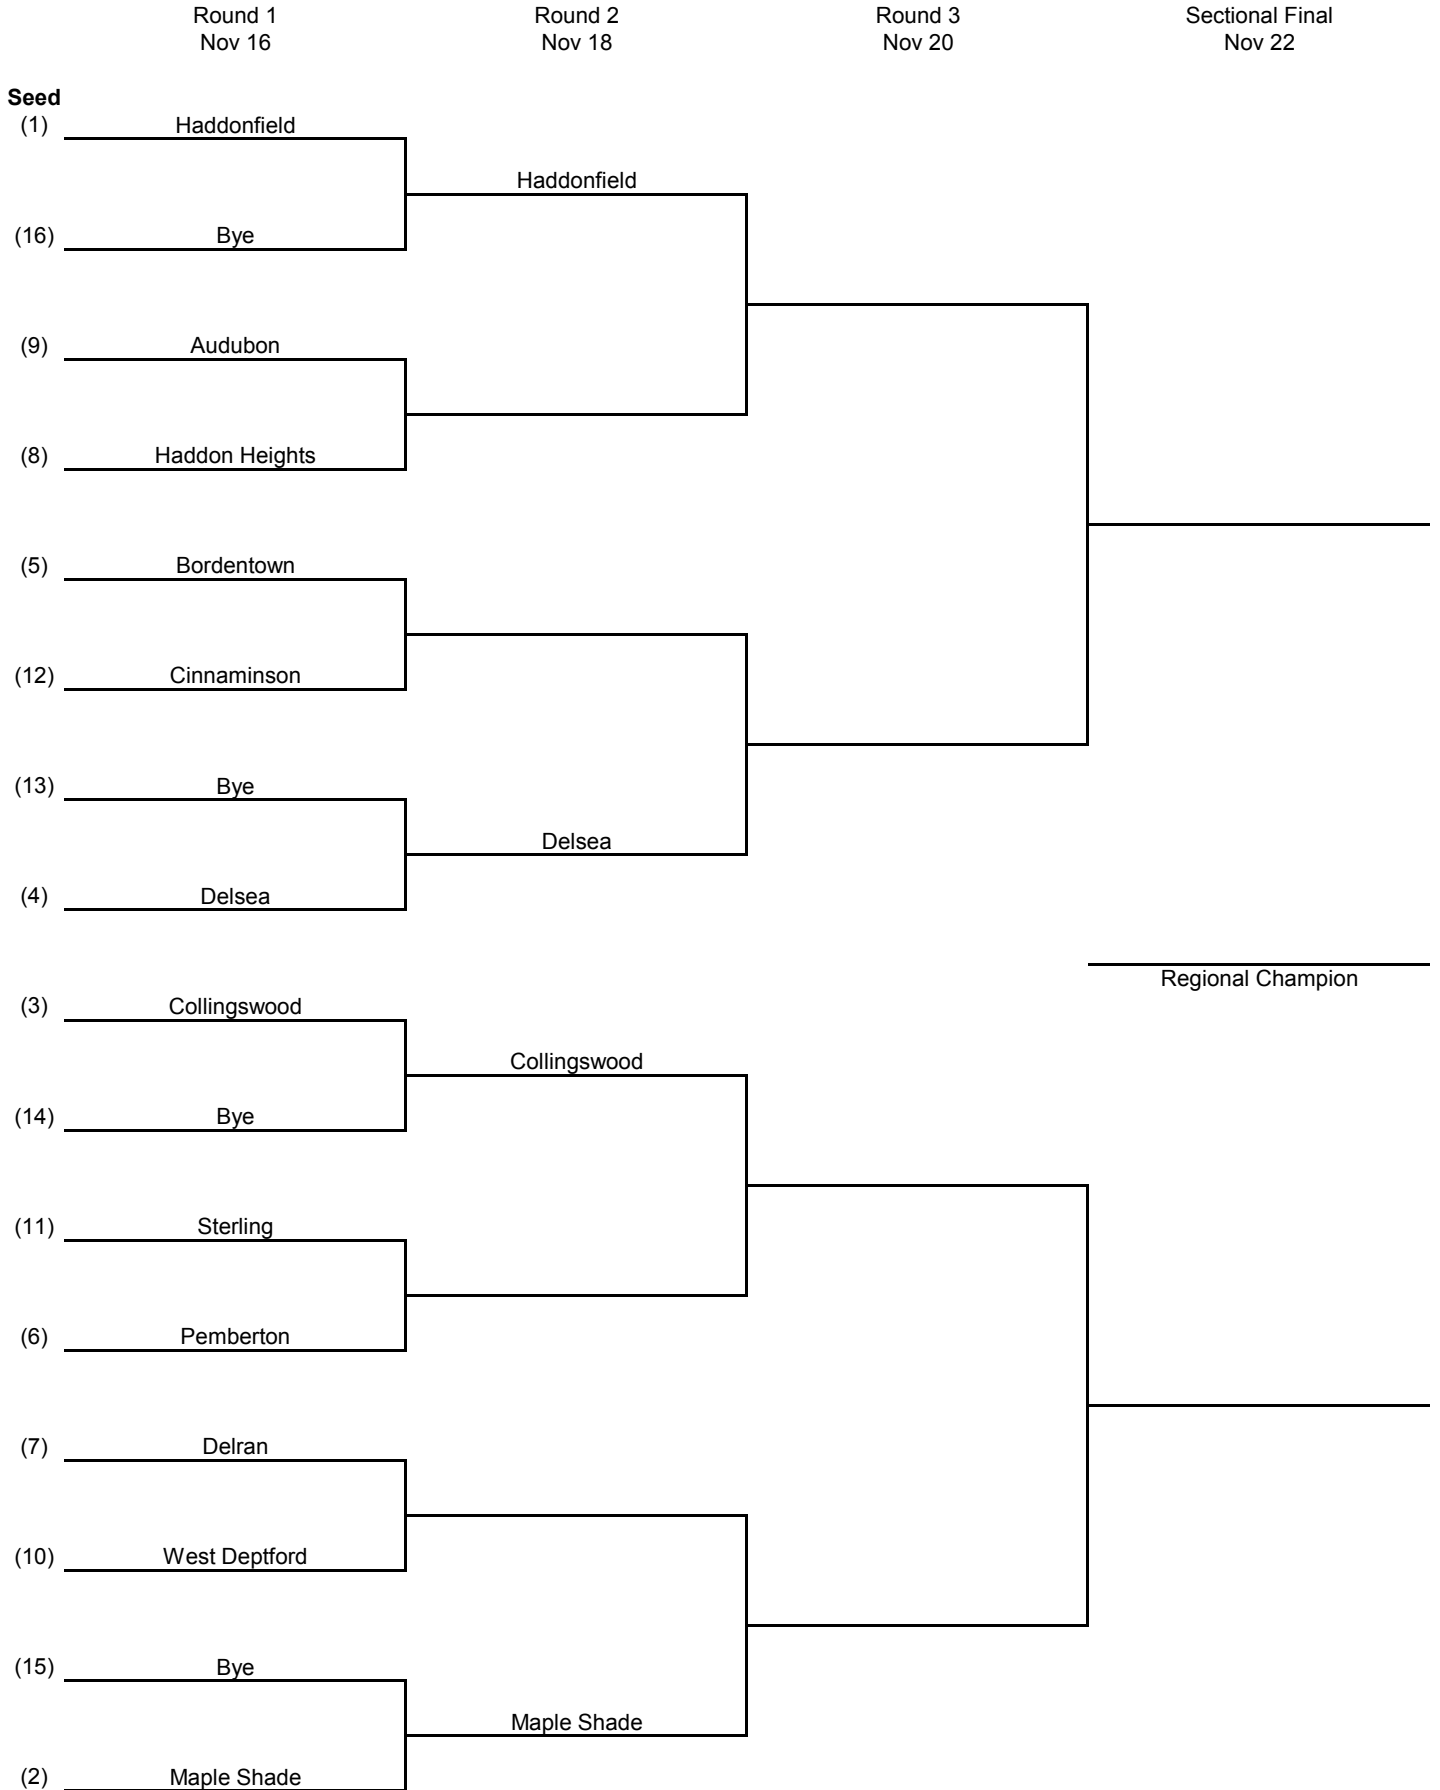 Round 1 Round 2 Round 3 Sectional Final
Nov 16 Nov 18 Nov 20 Nov 22
Seed
(1) Haddonfield
Haddonfield
(16) Bye
(9) Audubon
(8) Haddon Heights
(5) Bordentown
(12) Cinnaminson
(13) Bye
Delsea
(4) Delsea
Regional Champion
(3) Collingswood
Collingswood
(14) Bye
(11) Sterling
(6) Pemberton
(7) Delran
(10) West Deptford
(15) Bye
Maple Shade
(2) Maple Shade